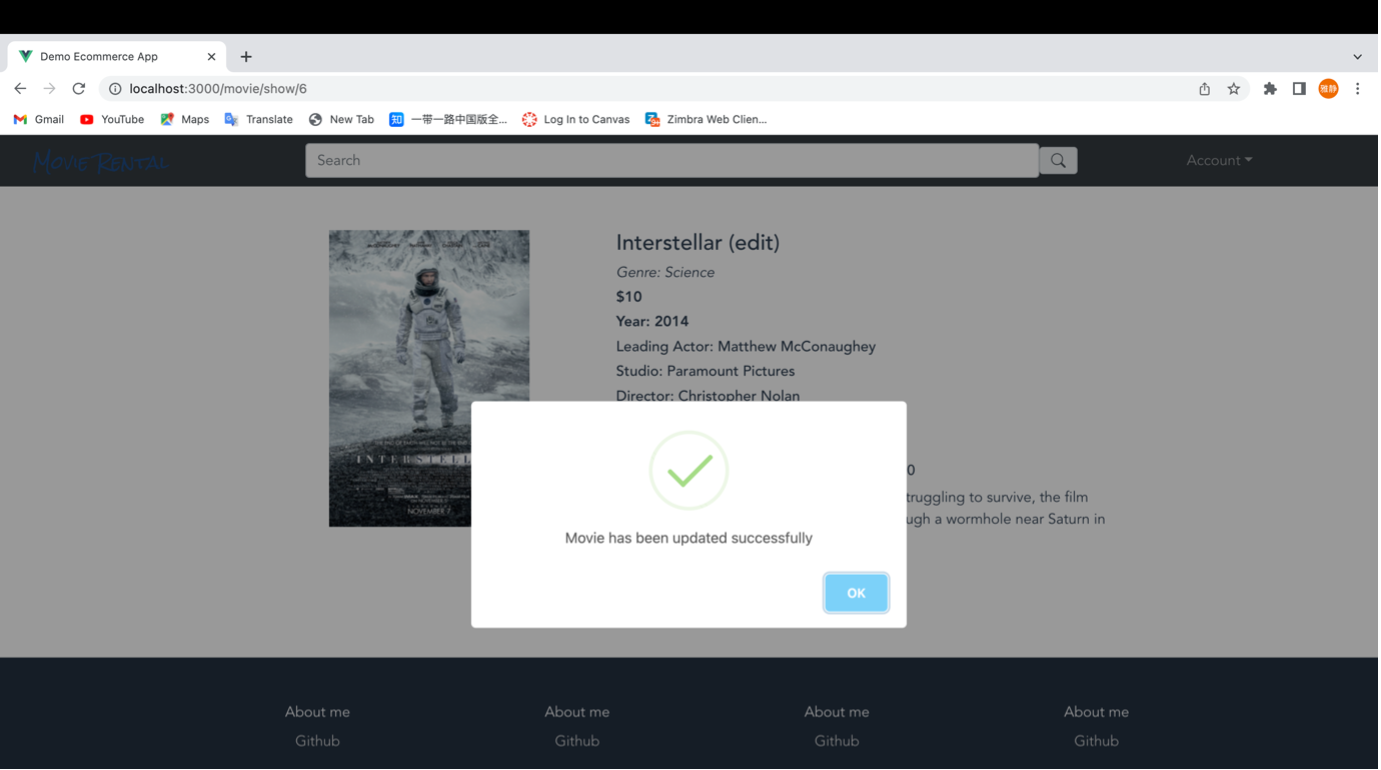 Demo Ecommerce App
localhost:3000/movie/show/6
雅静
Gmail YouTube Maps Translate New Tab 知 一带一路中国版全... Log In to Canvas Zimbra Web Clien...
Movie Rental Search Account
Interstellar (edit)
Genre: Science
$10
Year: 2014
Leading Actor: Matthew McConaughey
Studio: Paramount Pictures
Director: Christopher Nolan
0
truggling to survive, the film
ugh a wormhole near Saturn in
INTERSTELL
NOVEMBER 7
Movie has been updated successfully
OK
About me About me About me About me
Github Github Github Github